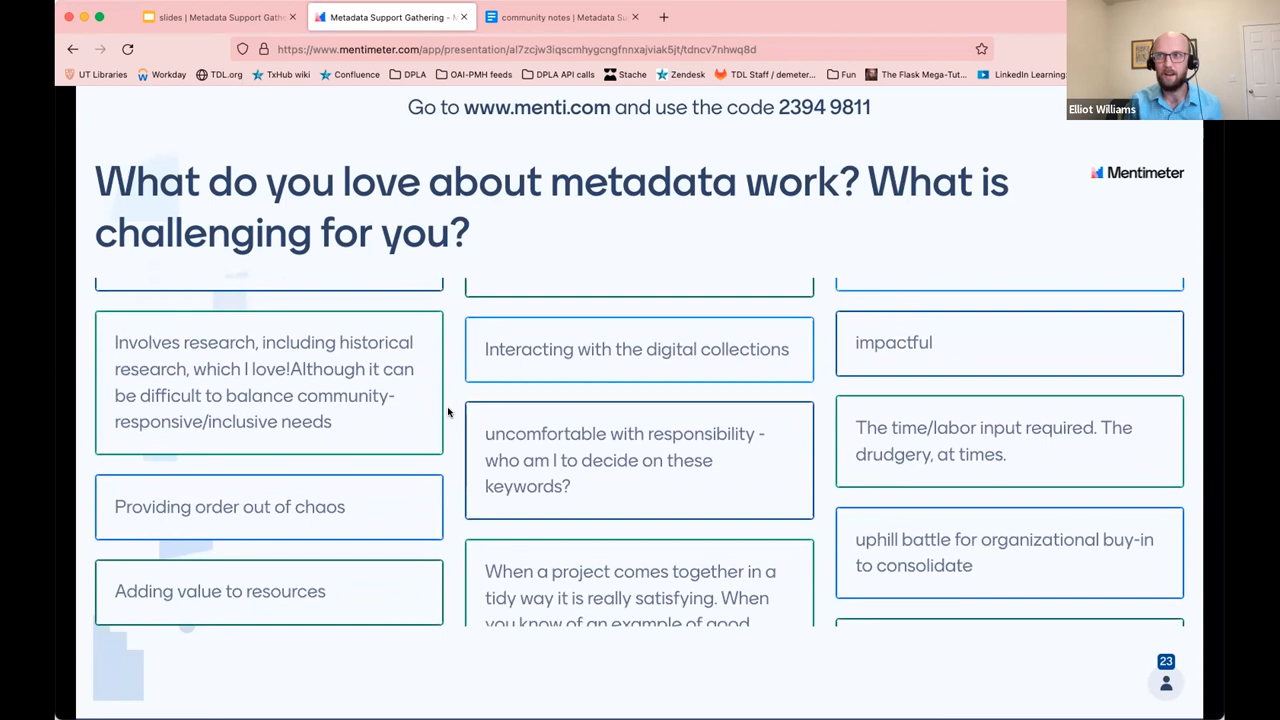 slides | Metadata Support Gath
Metadata Support Gathering -
community notes | Metadata Su
https://www.mentimeter.com/app/presentation/al7zcjw3iqscmhygcngfnnxajviak5jt/tdncv7nhwq8d
UT Libraries
Workday
TDL.org
TxHub wiki
Confluence
DPLA
OAI-PMH feeds
DPLA API calls
Stache
Zendesk
TDL Staff / demeter...
Fun
The Flask Mega-Tut...
LinkedIn Learning:
Elliot Williams
Go to www.menti.com and use the code 2394 9811
What do you love about metadata work? What is
challenging for you?
Mentimeter
Involves research, including historical
research, which I love!Although it can
be difficult to balance community-
responsive/inclusive needs
Providing order out of chaos
Adding value to resources
Interacting with the digital collections
uncomfortable with responsibility -
who am I to decide on these
keywords?
When a project comes together in a
tidy way it is really satisfying. When
you know of an example of good
impactful
The time/labor input required. The
drudgery, at times.
uphill battle for organizational buy-in
to consolidate
23